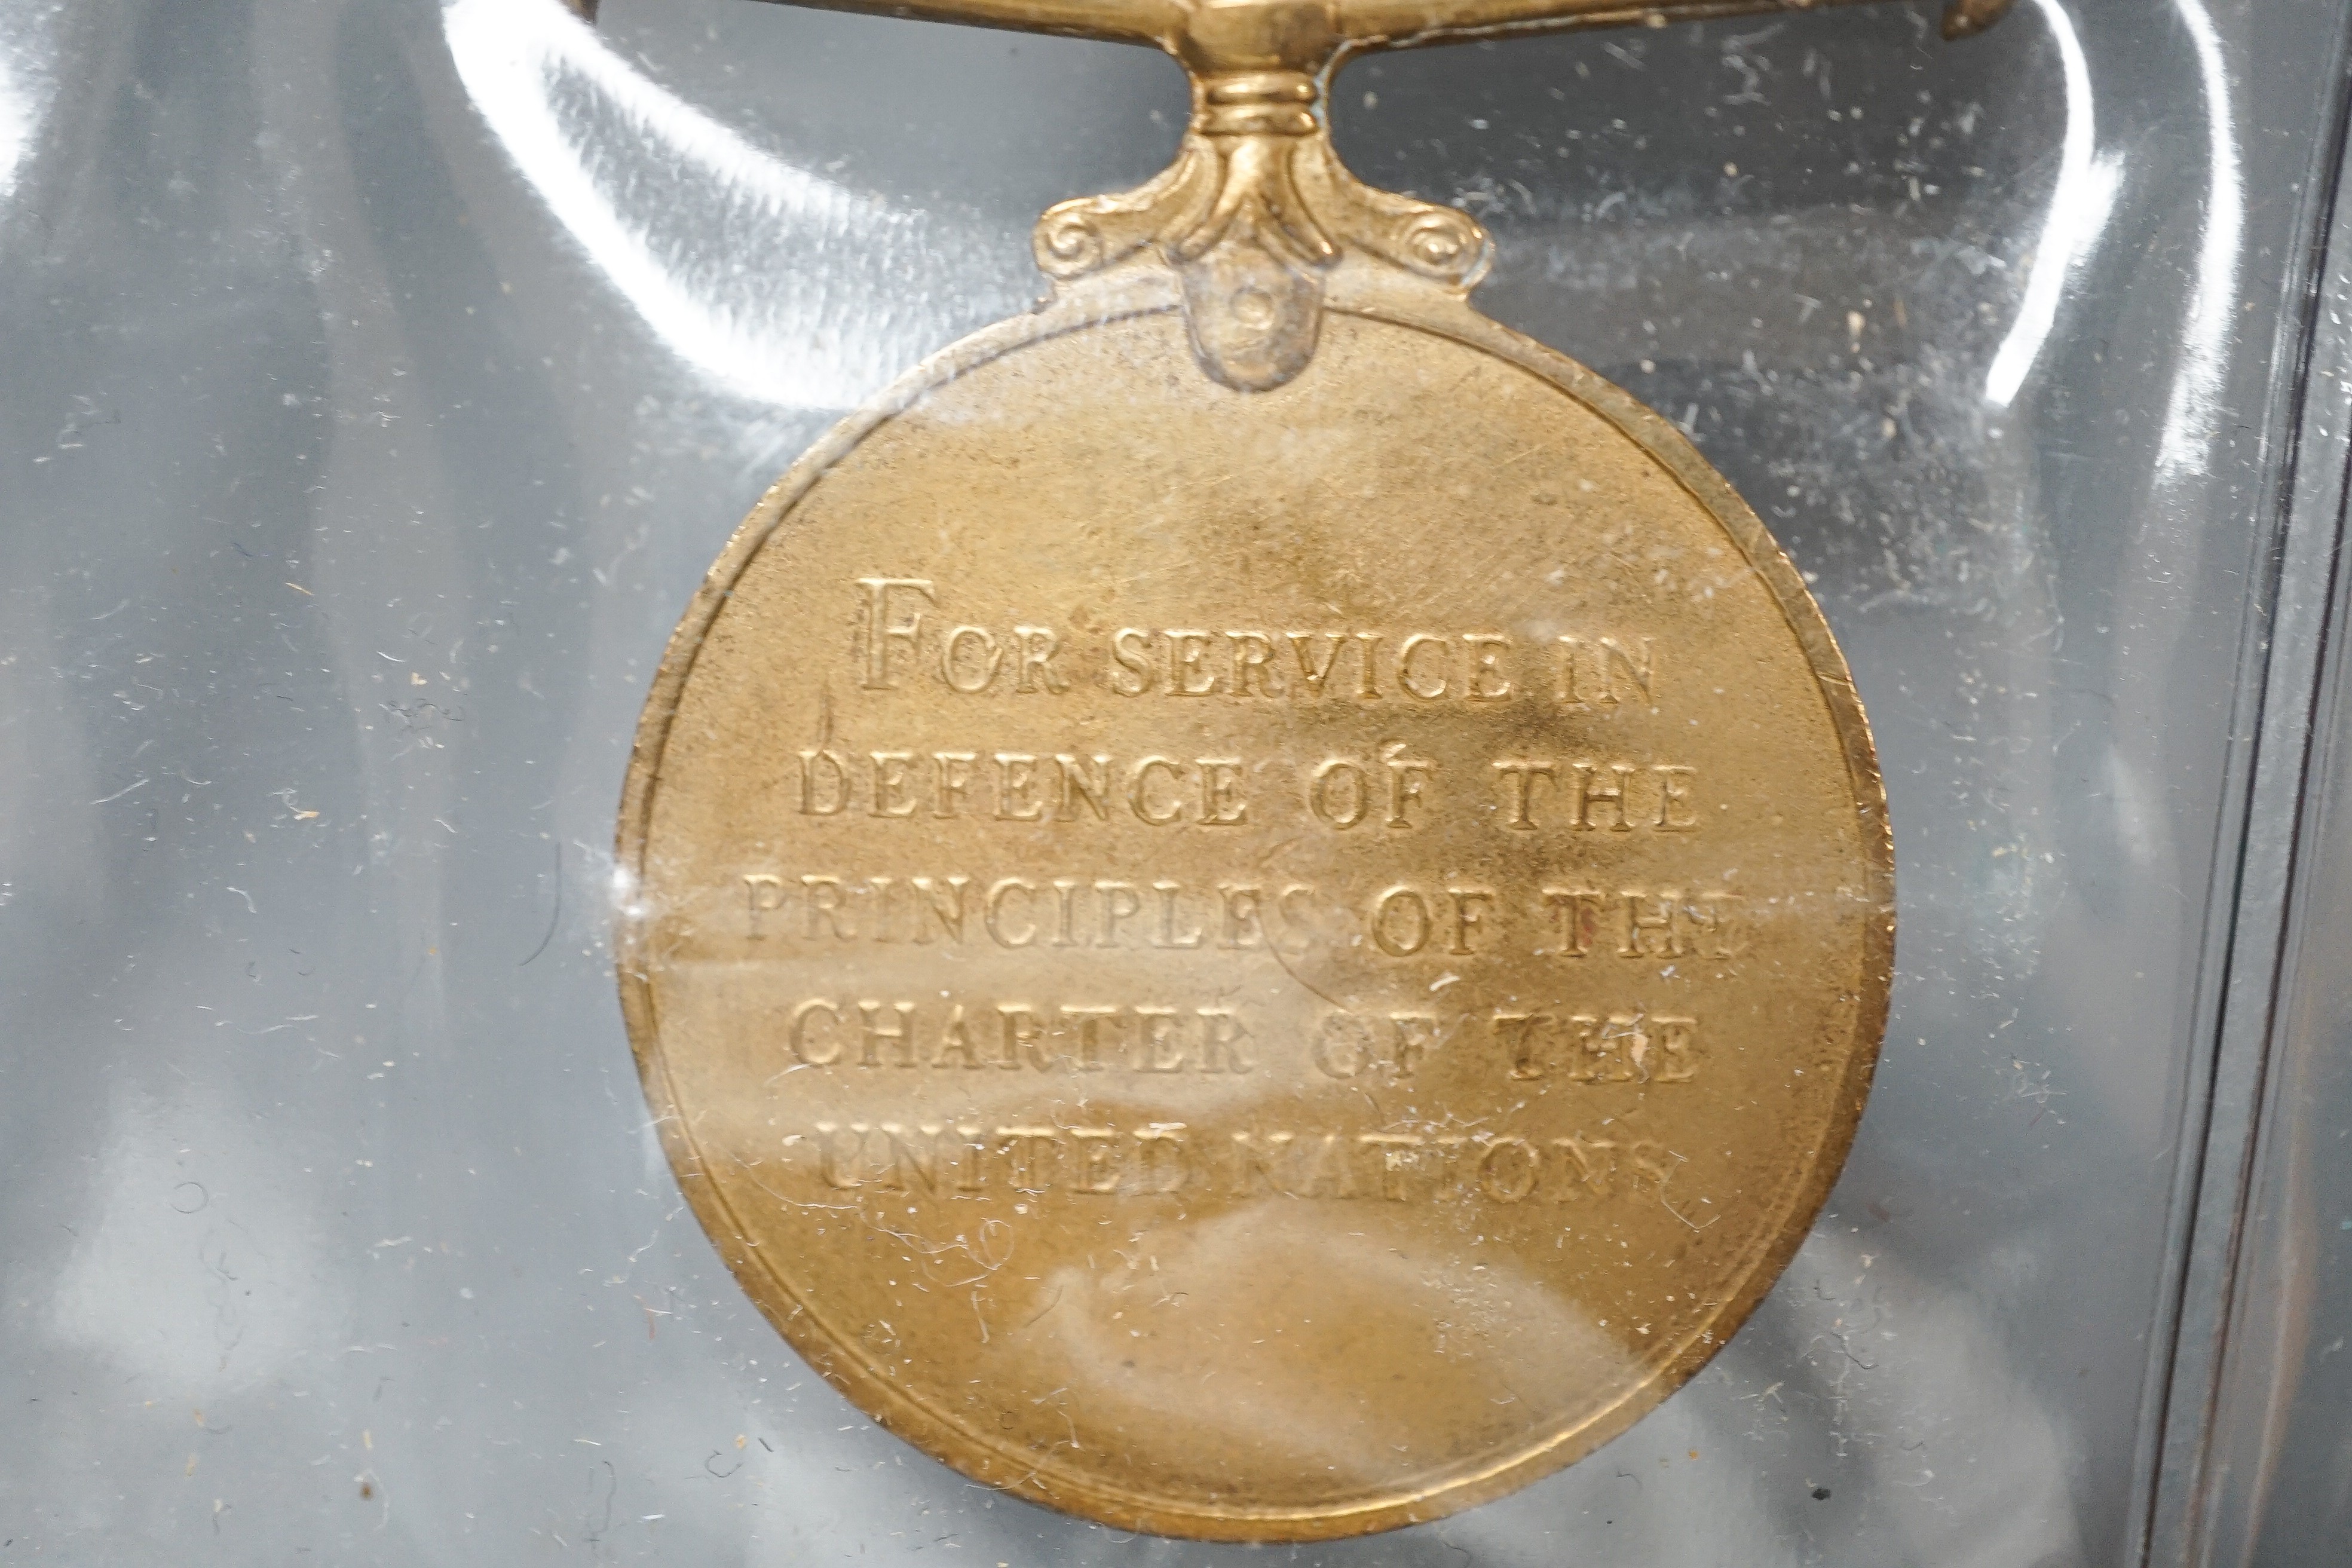 FOR SERVICE IN
DEFENCE OF THE
PRINCIPLES OF THE
CHARTER OF THE
UNITED NATIONS